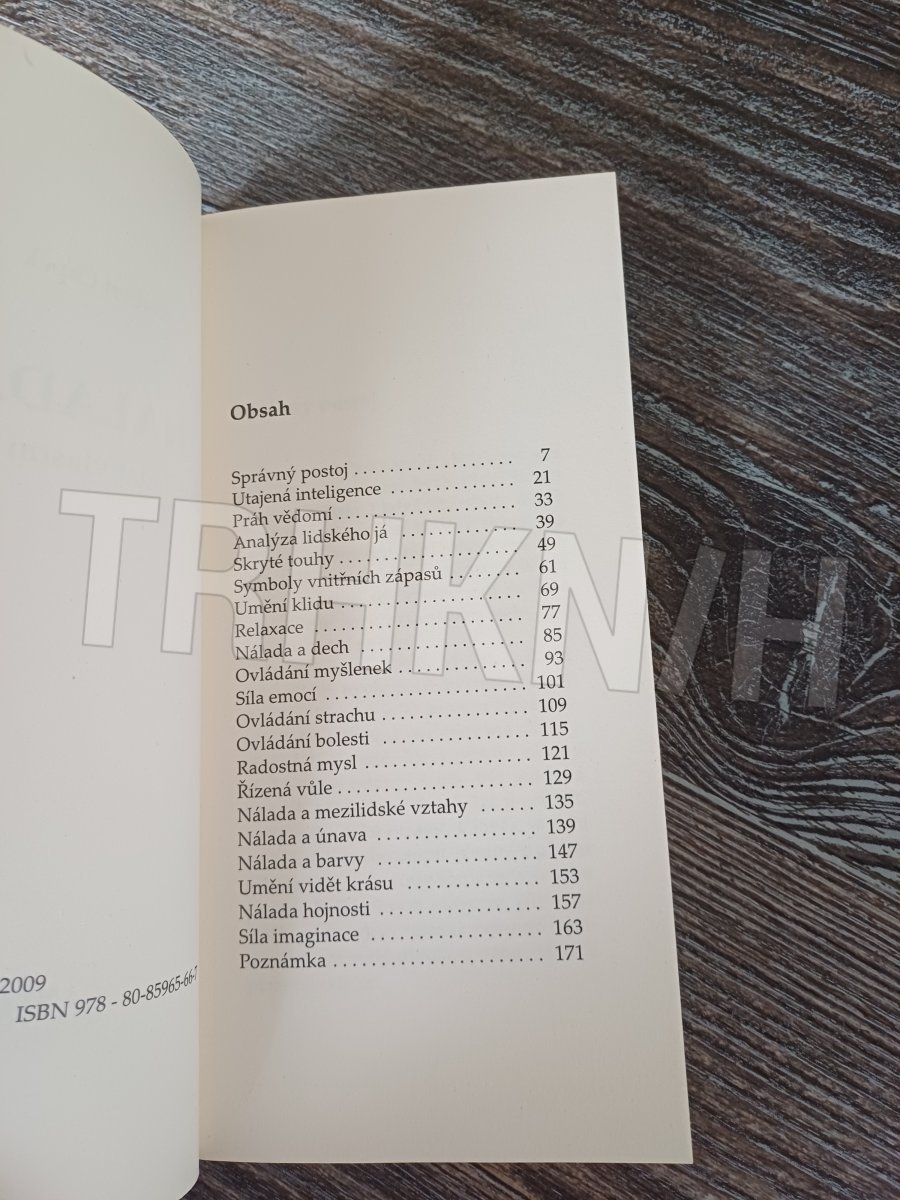 2009
ISBN 978 - 80-85965-66-7
Obsah
Správný postoj . . . . . . . . . . . . . . . . . . 7
Utajená inteligence . . . . . . . . . . . . . . 21
Práh vědomí . . . . . . . . . . . . . . . . . . . . 33
Analýza lidského já . . . . . . . . . . . . . 39
Skryté touhy . . . . . . . . . . . . . . . . . . . . 49
Symboly vnitřních zápasů . . . . . . . . 61
Umění klidu . . . . . . . . . . . . . . . . . . . . 69
Relaxace . . . . . . . . . . . . . . . . . . . . . . . 77
Nálada a dech . . . . . . . . . . . . . . . . . . 85
Ovládání myšlenek . . . . . . . . . . . . . . 93
Síla emocí . . . . . . . . . . . . . . . . . . . . . . 101
Ovládání strachu . . . . . . . . . . . . . . . . 109
Ovládání bolesti . . . . . . . . . . . . . . . . 115
Radostná mysl . . . . . . . . . . . . . . . . . . 121
Řízená vůle . . . . . . . . . . . . . . . . . . . . . 129
Nálada a mezilidské vztahy . . . . . . 135
Nálada a únava . . . . . . . . . . . . . . . . . 139
Nálada a barvy . . . . . . . . . . . . . . . . . 147
Umění vidět krásu . . . . . . . . . . . . . . 153
Nálada hojnosti . . . . . . . . . . . . . . . . . 157
Síla imaginace . . . . . . . . . . . . . . . . . . 163
Poznámka . . . . . . . . . . . . . . . . . . . . . . 171
TRHKNIH